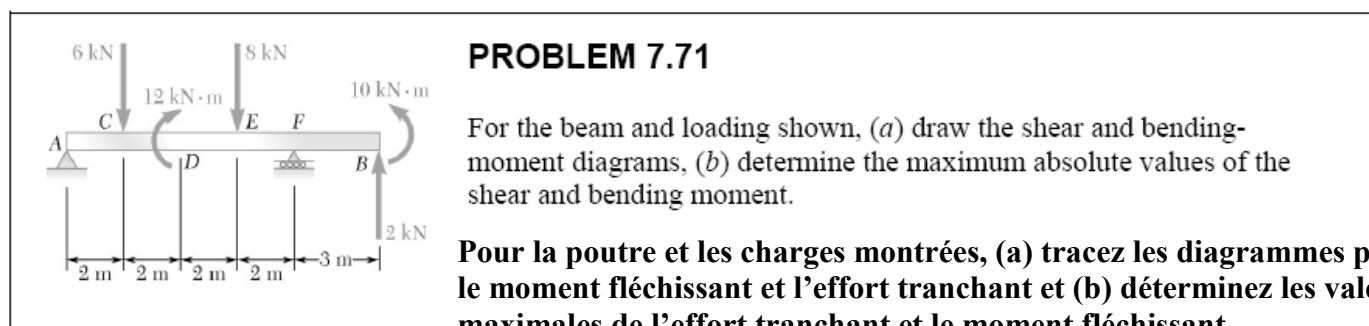 6 kN
8 kN
12 kN · m
10 kN · m
C
E
F
A
D
B
2 kN
2 m
2 m
2 m
2 m
3 m
PROBLEM 7.71
For the beam and loading shown, (a) draw the shear and bending-
moment diagrams, (b) determine the maximum absolute values of the
shear and bending moment.
Pour la poutre et les charges montrées, (a) tracez les diagrammes p
le moment fléchissant et l'effort tranchant et (b) déterminez les vale
maximales de l'effort tranchant et le moment fléchissant